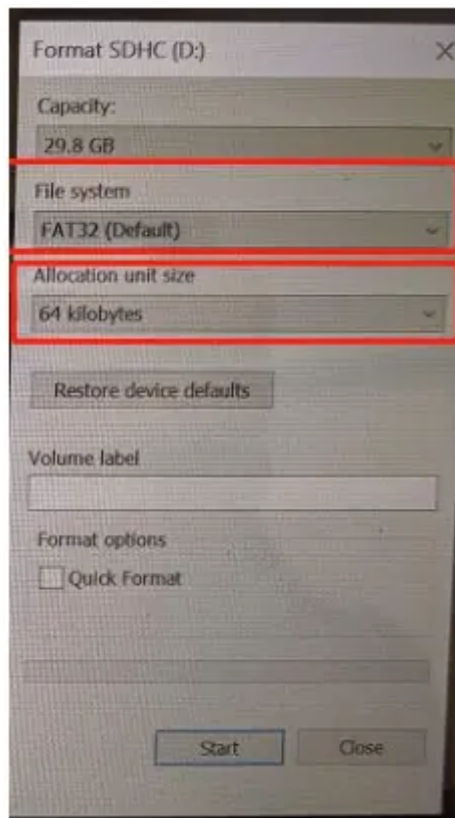 Format SDHC (D:)
Capacity:
29.8 GB
File system
FAT32 (Default)
Allocation unit size
64 kilobytes
Restore device defaults
Volume label
Format options
Quick Format
Start
Close